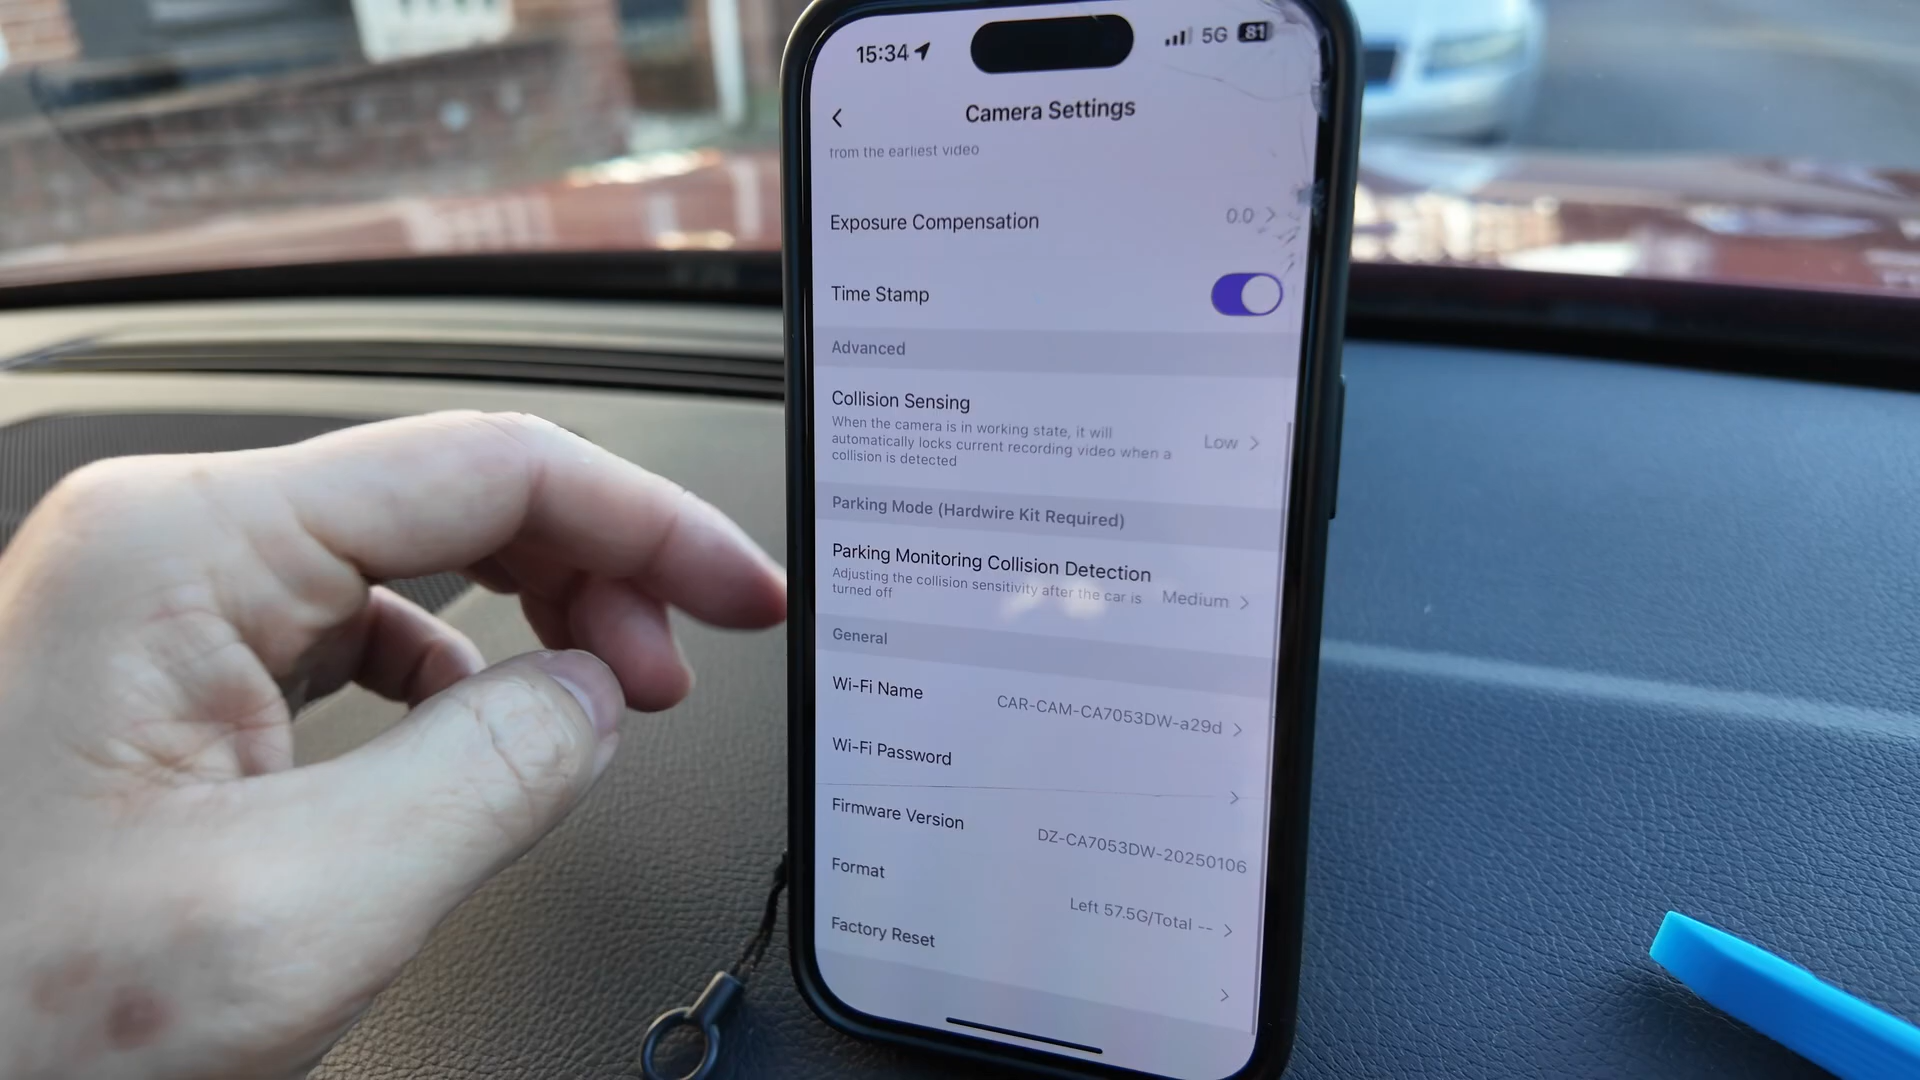 15:34
5G 81
Camera Settings
from the earliest video
Exposure Compensation
0.0
Time Stamp
Advanced
Collision Sensing
When the camera is in working state, it will
automatically locks current recording video when a
collision is detected
Low
Parking Mode (Hardwire Kit Required)
Parking Monitoring Collision Detection
Adjusting the collision sensitivity after the car is
turned off
Medium
General
Wi-Fi Name
CAR-CAM-CA7053DW-a29d
Wi-Fi Password
Firmware Version
DZ-CA7053DW-20250106
Format
Left 57.5G/Total --
Factory Reset